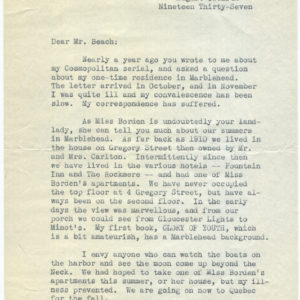 Nineteen Thirty-Seven
Dear Mr. Beach:
Nearly a year ago you wrote to me about
my Cosmopolitan serial, and asked a question
about my one-time residence in Marblehead.
The letter arrived in October, and in November
I was quite ill and my convalescence has been
slow. My correspondence has suffered.
As Miss Borden is undoubtedly your land-
lady, she can tell you much about our summers
in Marblehead. As far back as 1910 we lived in
the house on Gregory Street then owned by Mr.
and Mrs. Carlton. Intermittently since then
we have lived in the various hotels -- Fountain
Inn and The Rockmere -- and had one of Miss
Borden's apartments. We have never occupied
the top floor at 4 Gregory Street, but have al-
ways been on the second floor. In the early
days the view was marvellous, and from our
porch we could see from Gloucester Lights to
Minot's. My first book, GLORY OF YOUTH, which
is a bit amateurish, has a Marblehead background.
I envy anyone who can watch the boats on
the harbor and see the moon come up beyond the
Neck. We had hoped to take one of Miss Borden's
apartments this summer, or her house, but my ill-
ness prevented. We are going now to Quebec
for the fall.